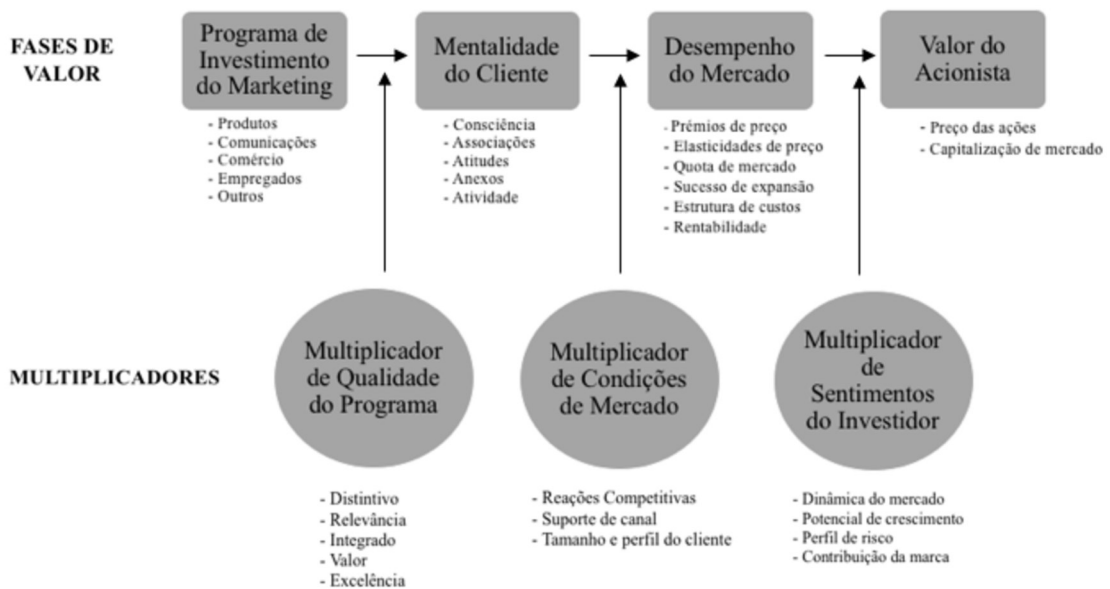 FASES DE
VALOR
Programa de
Investimento
do Marketing
- Produtos
- Comunicações
- Comércio
- Empregados
- Outros
Mentalidade
do Cliente
- Consciência
- Associações
- Atitudes
- Anexos
- Atividade
Desempenho
do Mercado
- Prémios de preço
- Elasticidades de preço
- Quota de mercado
- Sucesso de expansão
- Estrutura de custos
- Rentabilidade
Valor do
Acionista
- Preço das ações
- Capitalização de mercado
MULTIPLICADORES
Multiplicador
de Qualidade
do Programa
- Distintivo
- Relevância
- Integrado
- Valor
- Excelência
Multiplicador
de Condições
de Mercado
- Reações Competitivas
- Suporte de canal
- Tamanho e perfil do cliente
Multiplicador
de
Sentimentos
do Investidor
- Dinâmica do mercado
- Potencial de crescimento
- Perfil de risco
- Contribuição da marca